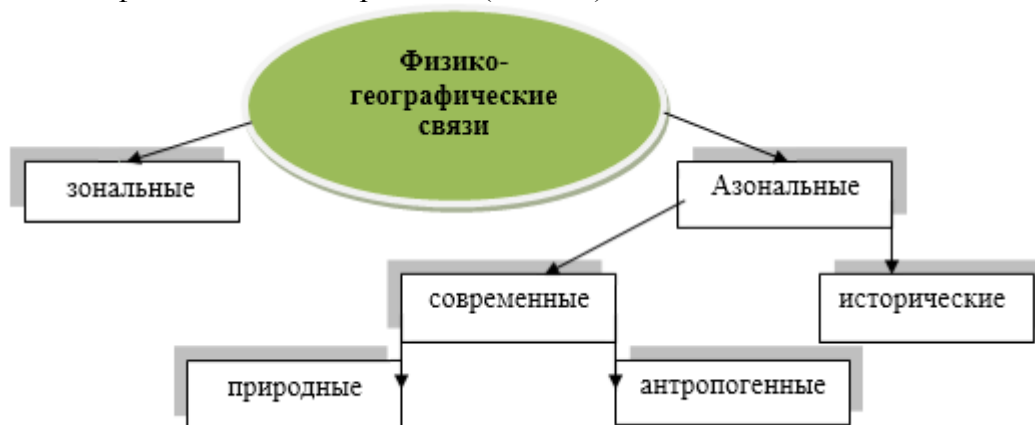 Физико-
географические
связи
зональные
Азональные
современные
исторические
природные
антропогенные